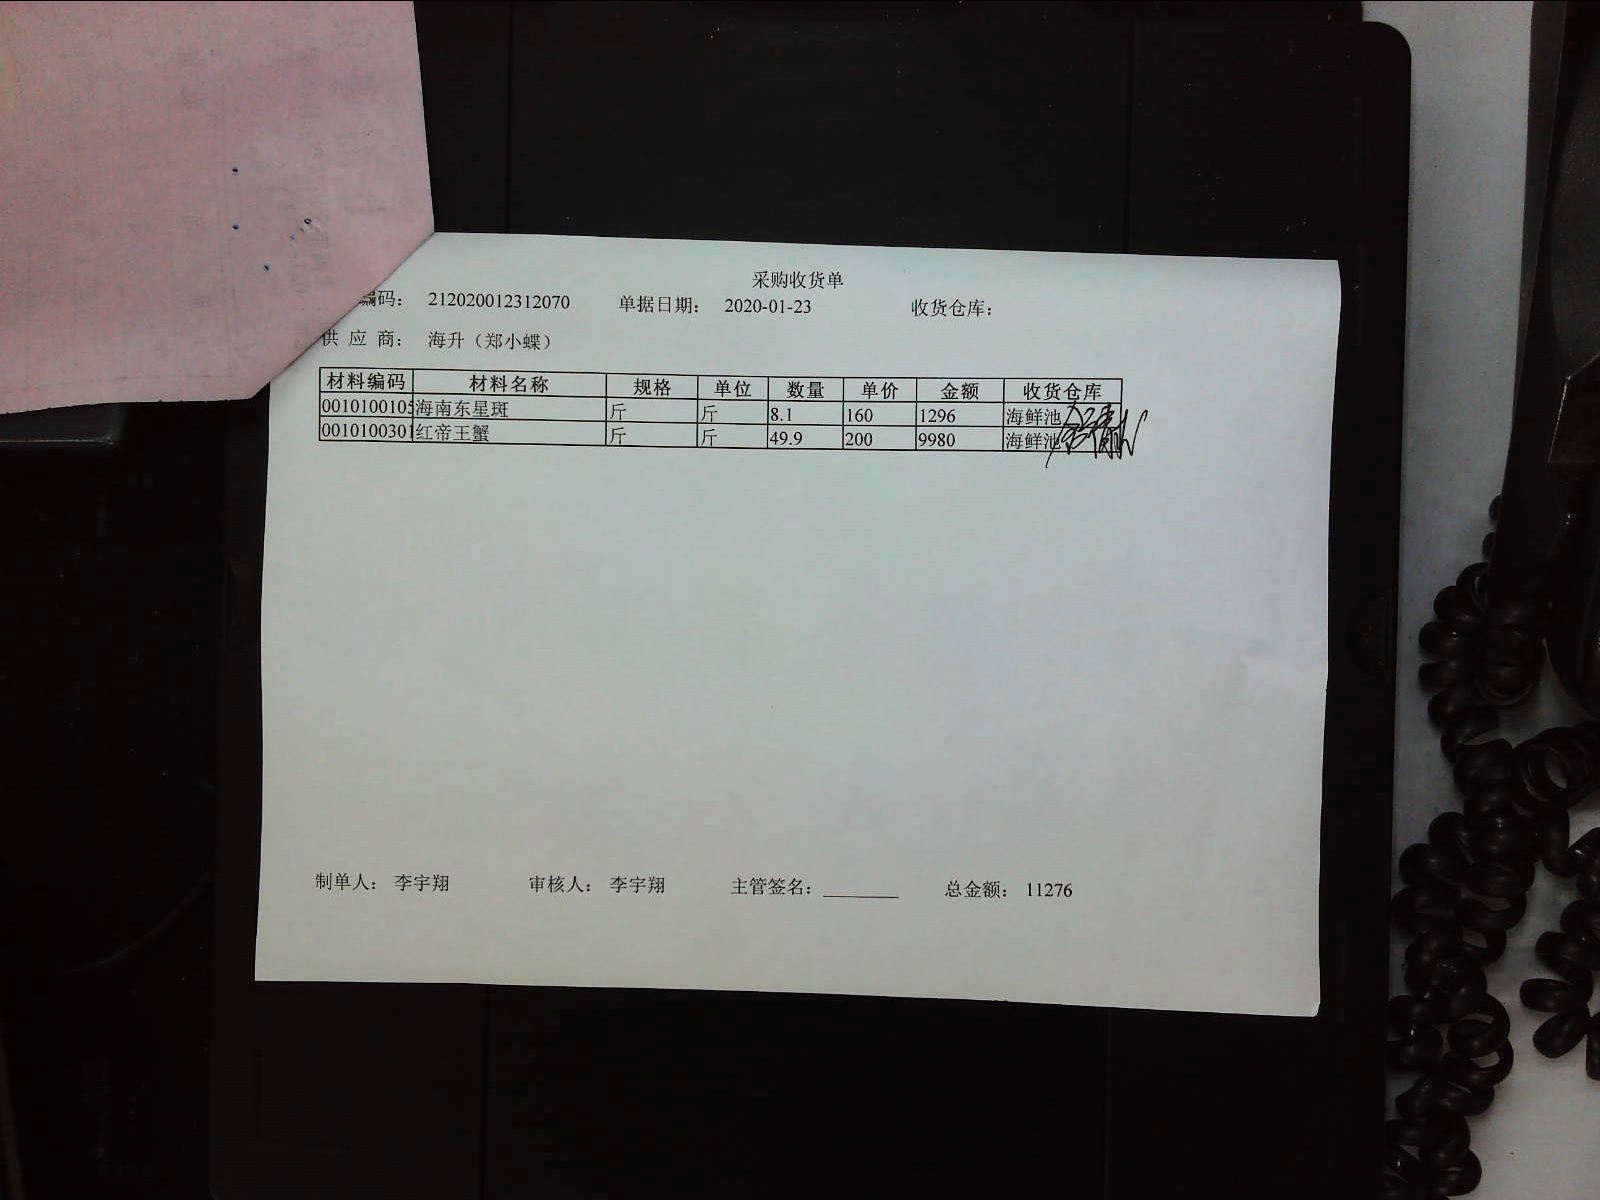 采购收货单
编码： 212020012312070 单据日期： 2020-01-23 收货仓库：
供 应 商： 海升（郑小蝶）
材料编码 材料名称 规格 单位 数量 单价 金额 收货仓库
0010100105 海南东星斑 斤 斤 8.1 160 1296 海鲜池
0010100301 红帝王蟹 斤 斤 49.9 200 9980 海鲜池
制单人： 李宇翔 审核人： 李宇翔 主管签名：________ 总金额： 11276